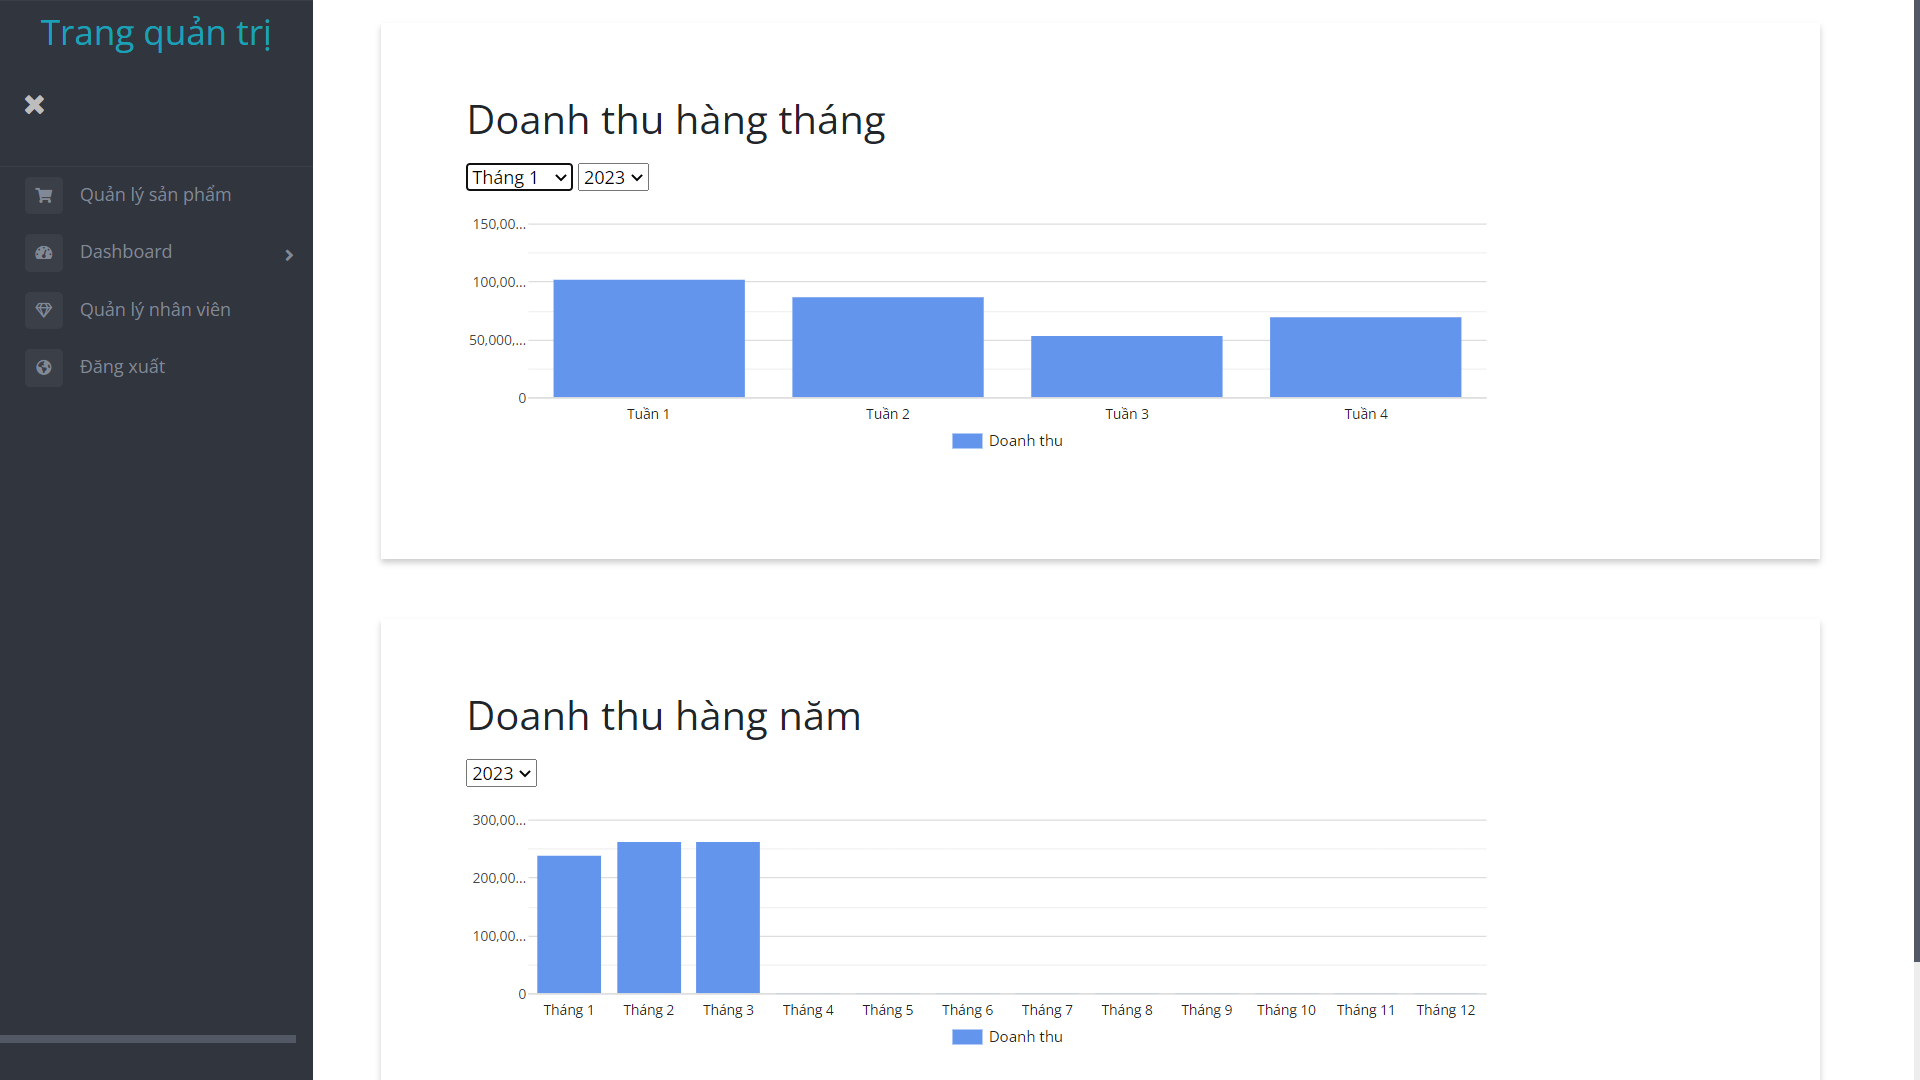 Trang quản trị
Quản lý sản phẩm
Dashboard
Quản lý nhân viên
Đăng xuất
Doanh thu hàng tháng
Tháng 1 2023
150,00...
100,00...
50,000,...
0
Tuần 1 Tuần 2 Tuần 3 Tuần 4
Doanh thu
Doanh thu hàng năm
2023
300,00...
200,00...
100,00...
0
Tháng 1 Tháng 2 Tháng 3 Tháng 4 Tháng 5 Tháng 6 Tháng 7 Tháng 8 Tháng 9 Tháng 10 Tháng 11 Tháng 12
Doanh thu